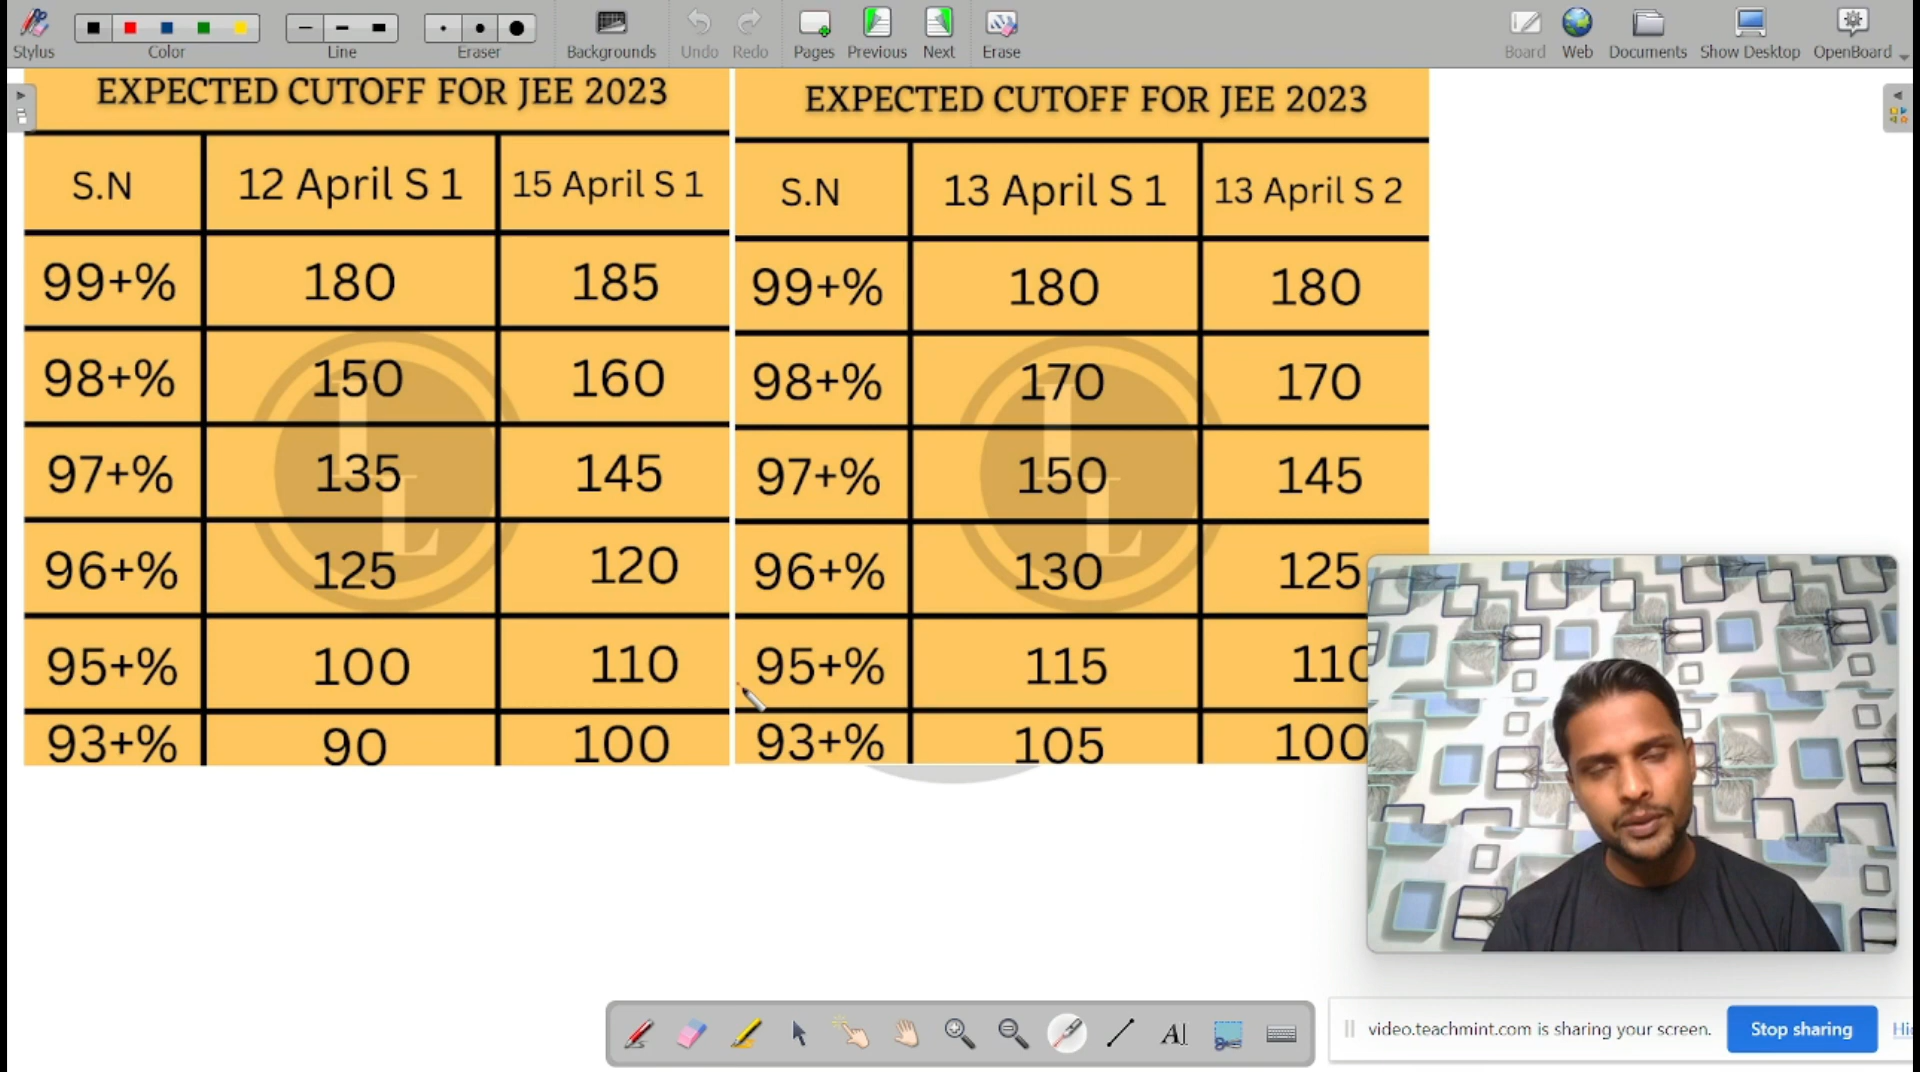 Stylus Color Line Eraser Backgrounds Undo Redo Pages Previous Next Erase Board Web Documents Show Desktop OpenBoard
EXPECTED CUTOFF FOR JEE 2023
S.N 12 April S 1 15 April S 1
99+% 180 185
98+% 150 160
97+% 135 145
96+% 125 120
95+% 100 110
93+% 90 100
EXPECTED CUTOFF FOR JEE 2023
S.N 13 April S 1 13 April S 2
99+% 180 180
98+% 170 170
97+% 150 145
96+% 130 125
95+% 115 110
93+% 105 100
L L
video.teachmint.com is sharing your screen. Stop sharing